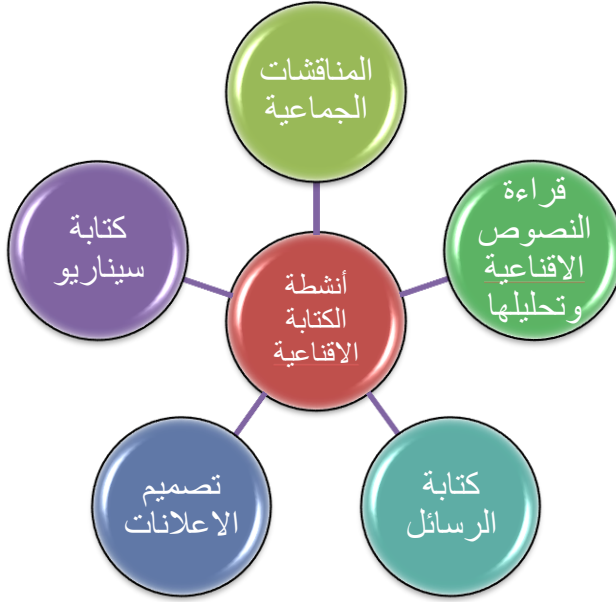 المناقشات
الجماعية
قراءة
النصوص
الاقناعية
وتحليلها
كتابة
سيناريو
أنشطة
الكتابة
الاقناعية
تصميم
الاعلانات
كتابة
الرسائل